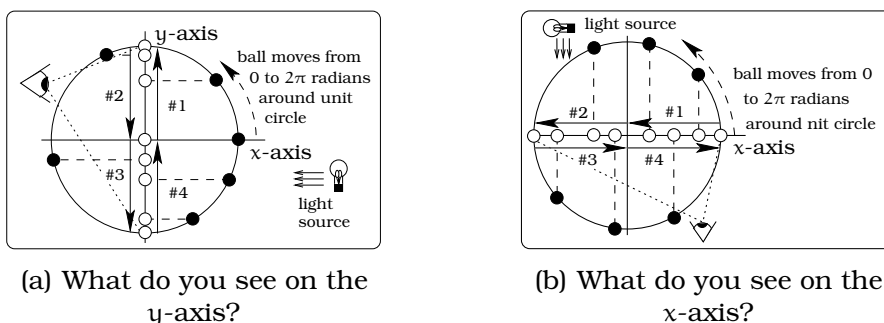 y-axis
ball moves from
0 to 2π radians
around unit
circle
#2
#1
x-axis
#3
#4
light
source
(a) What do you see on the
y-axis?
light source
ball moves from 0
to 2π radians
around nit circle
#2
#1
x-axis
#3
#4
(b) What do you see on the
x-axis?